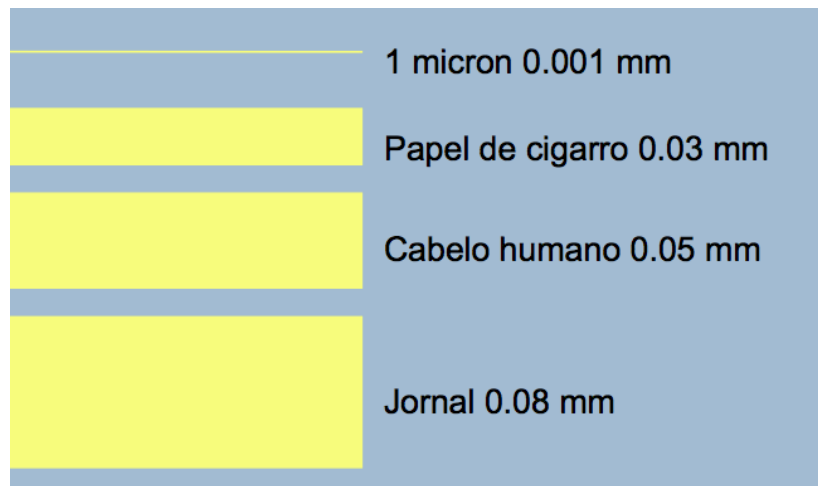 1 micron 0.001 mm
Papel de cigarro 0.03 mm
Cabelo humano 0.05 mm
Jornal 0.08 mm